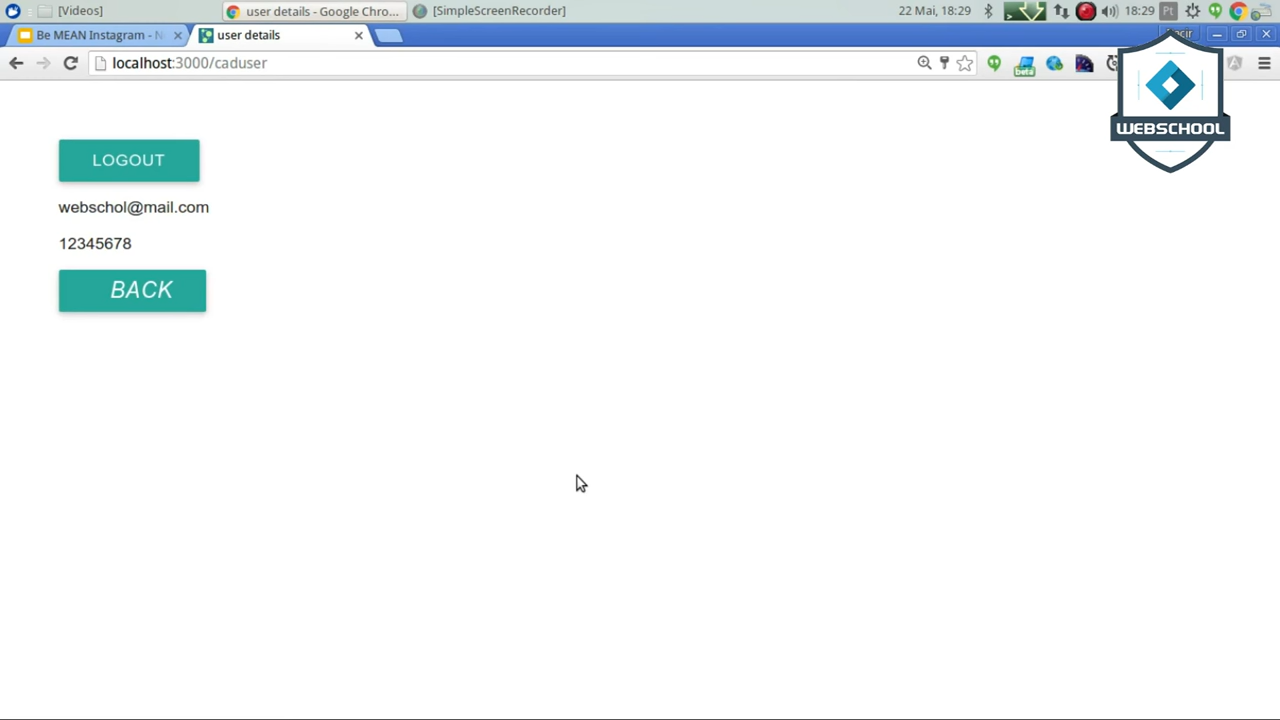 [Videos]
user details - Google Chro...
[SimpleScreenRecorder]
22 Mai, 18:29
18:29
Pt
Be MEAN Instagram - N
user details
localhost:3000/caduser
beta
WEBSCHOOL
LOGOUT
webschol@mail.com
12345678
BACK